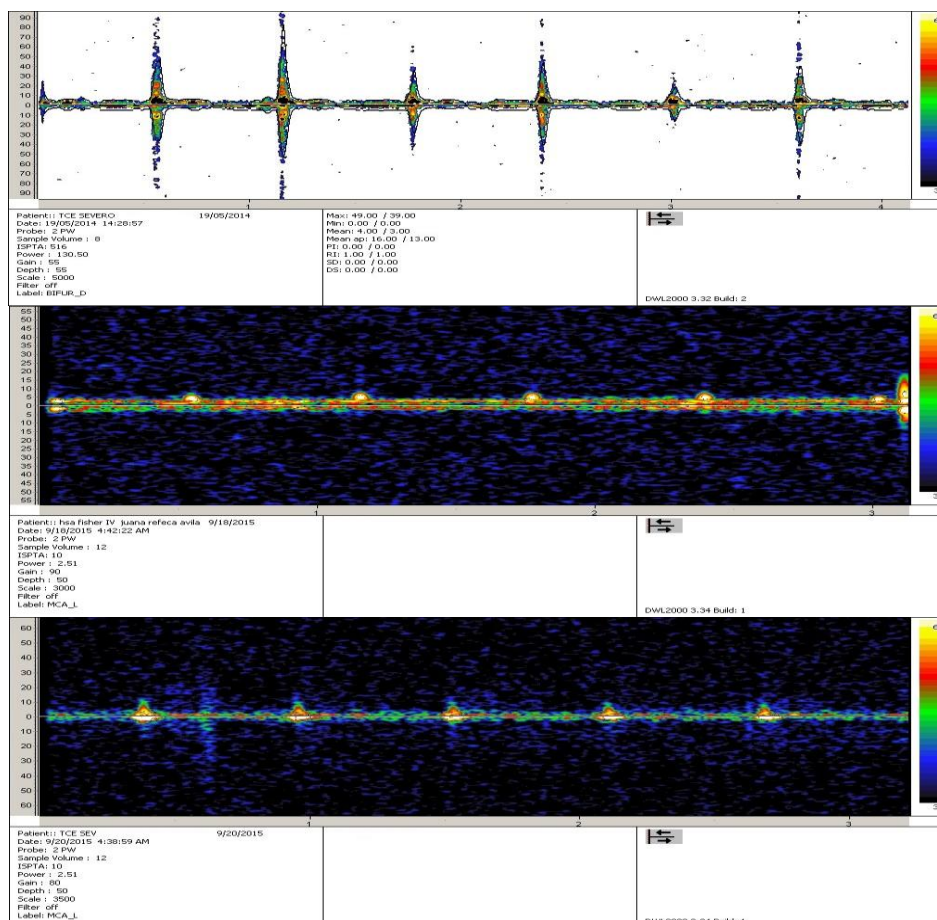 90
80
70
60
50
40
30
20
10
0
10
20
30
40
50
60
70
80
90
2 3 4
Patient:: TCE SEVERO 19/05/2014
Date: 19/05/2014 14:28:57
Probe: 2 PW
Sample Volume : 8
ISPTA: 516
Power : 130.50
Gain : 55
Depth : 55
Scale : 5000
Filter off
Label: BIFUR_D
Max: 49.00 / 39.00
Min: 0.00 / 0.00
Mean: 4.00 / 3.00
Mean ap: 16.00 / 13.00
PI: 0.00 / 0.00
RI: 1.00 / 1.00
SD: 0.00 / 0.00
DS: 0.00 / 0.00
DWL2000 3.32 Build: 2
55
50
45
40
35
30
25
20
15
10
5
0
5
10
15
20
25
30
35
40
45
50
55
1 2 3
Patient:: hsa fisher IV juana refeca avila 9/18/2015
Date: 9/18/2015 4:42:22 AM
Probe: 2 PW
Sample Volume : 12
ISPTA: 10
Power : 2.51
Gain : 90
Depth : 50
Scale : 3000
Filter off
Label: MCA_L
DWL2000 3.34 Build: 1
60
50
40
30
20
10
0
10
20
30
40
50
60
1 2 3
Patient:: TCE SEV 9/20/2015
Date: 9/20/2015 4:38:59 AM
Probe: 2 PW
Sample Volume : 12
ISPTA: 10
Power : 2.51
Gain : 80
Depth : 50
Scale : 3500
Filter off
Label: MCA_L